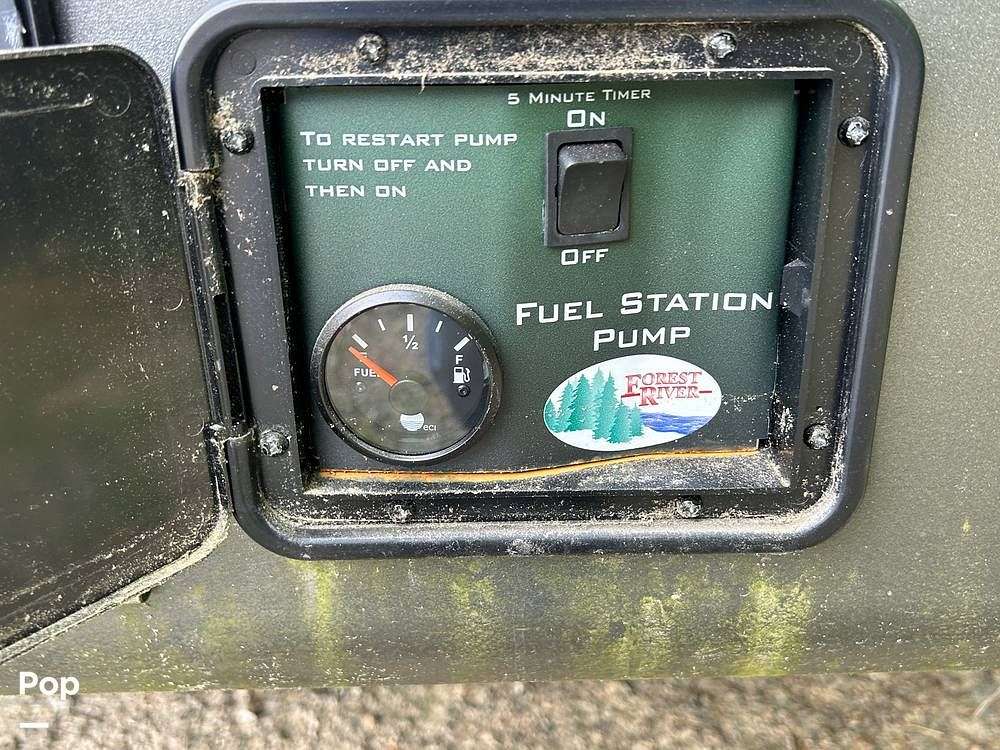 5 MINUTE TIMER
ON
TO RESTART PUMP
TURN OFF AND
THEN ON
OFF
FUEL STATION
PUMP
FOREST
RIVER
E
1/2
F
FUEL
eci
Pop